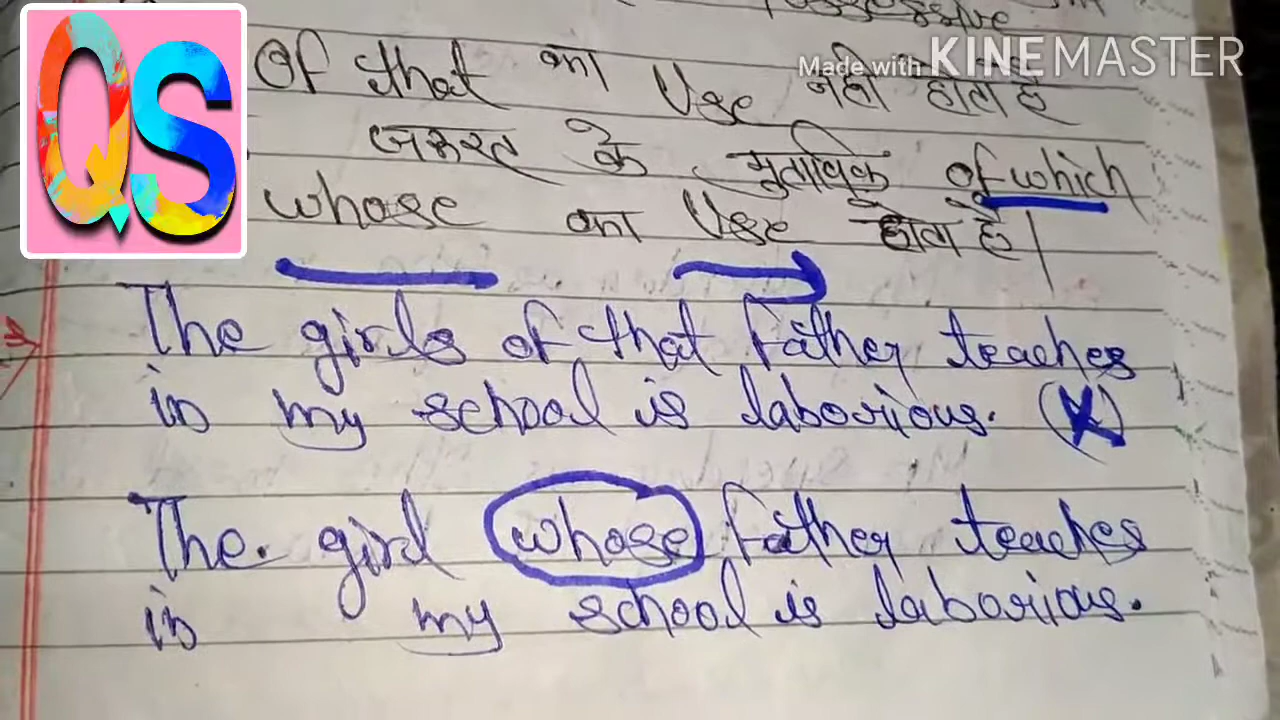 Possessive
QS
Made with KINEMASTER
Of that का Use नही होता है
जरूरत के मुताबिक of which
whose का Use होता है।
The girls of that father teaches
in my school is laborious. (X)
The girl whose father teaches
in my school is laborious.